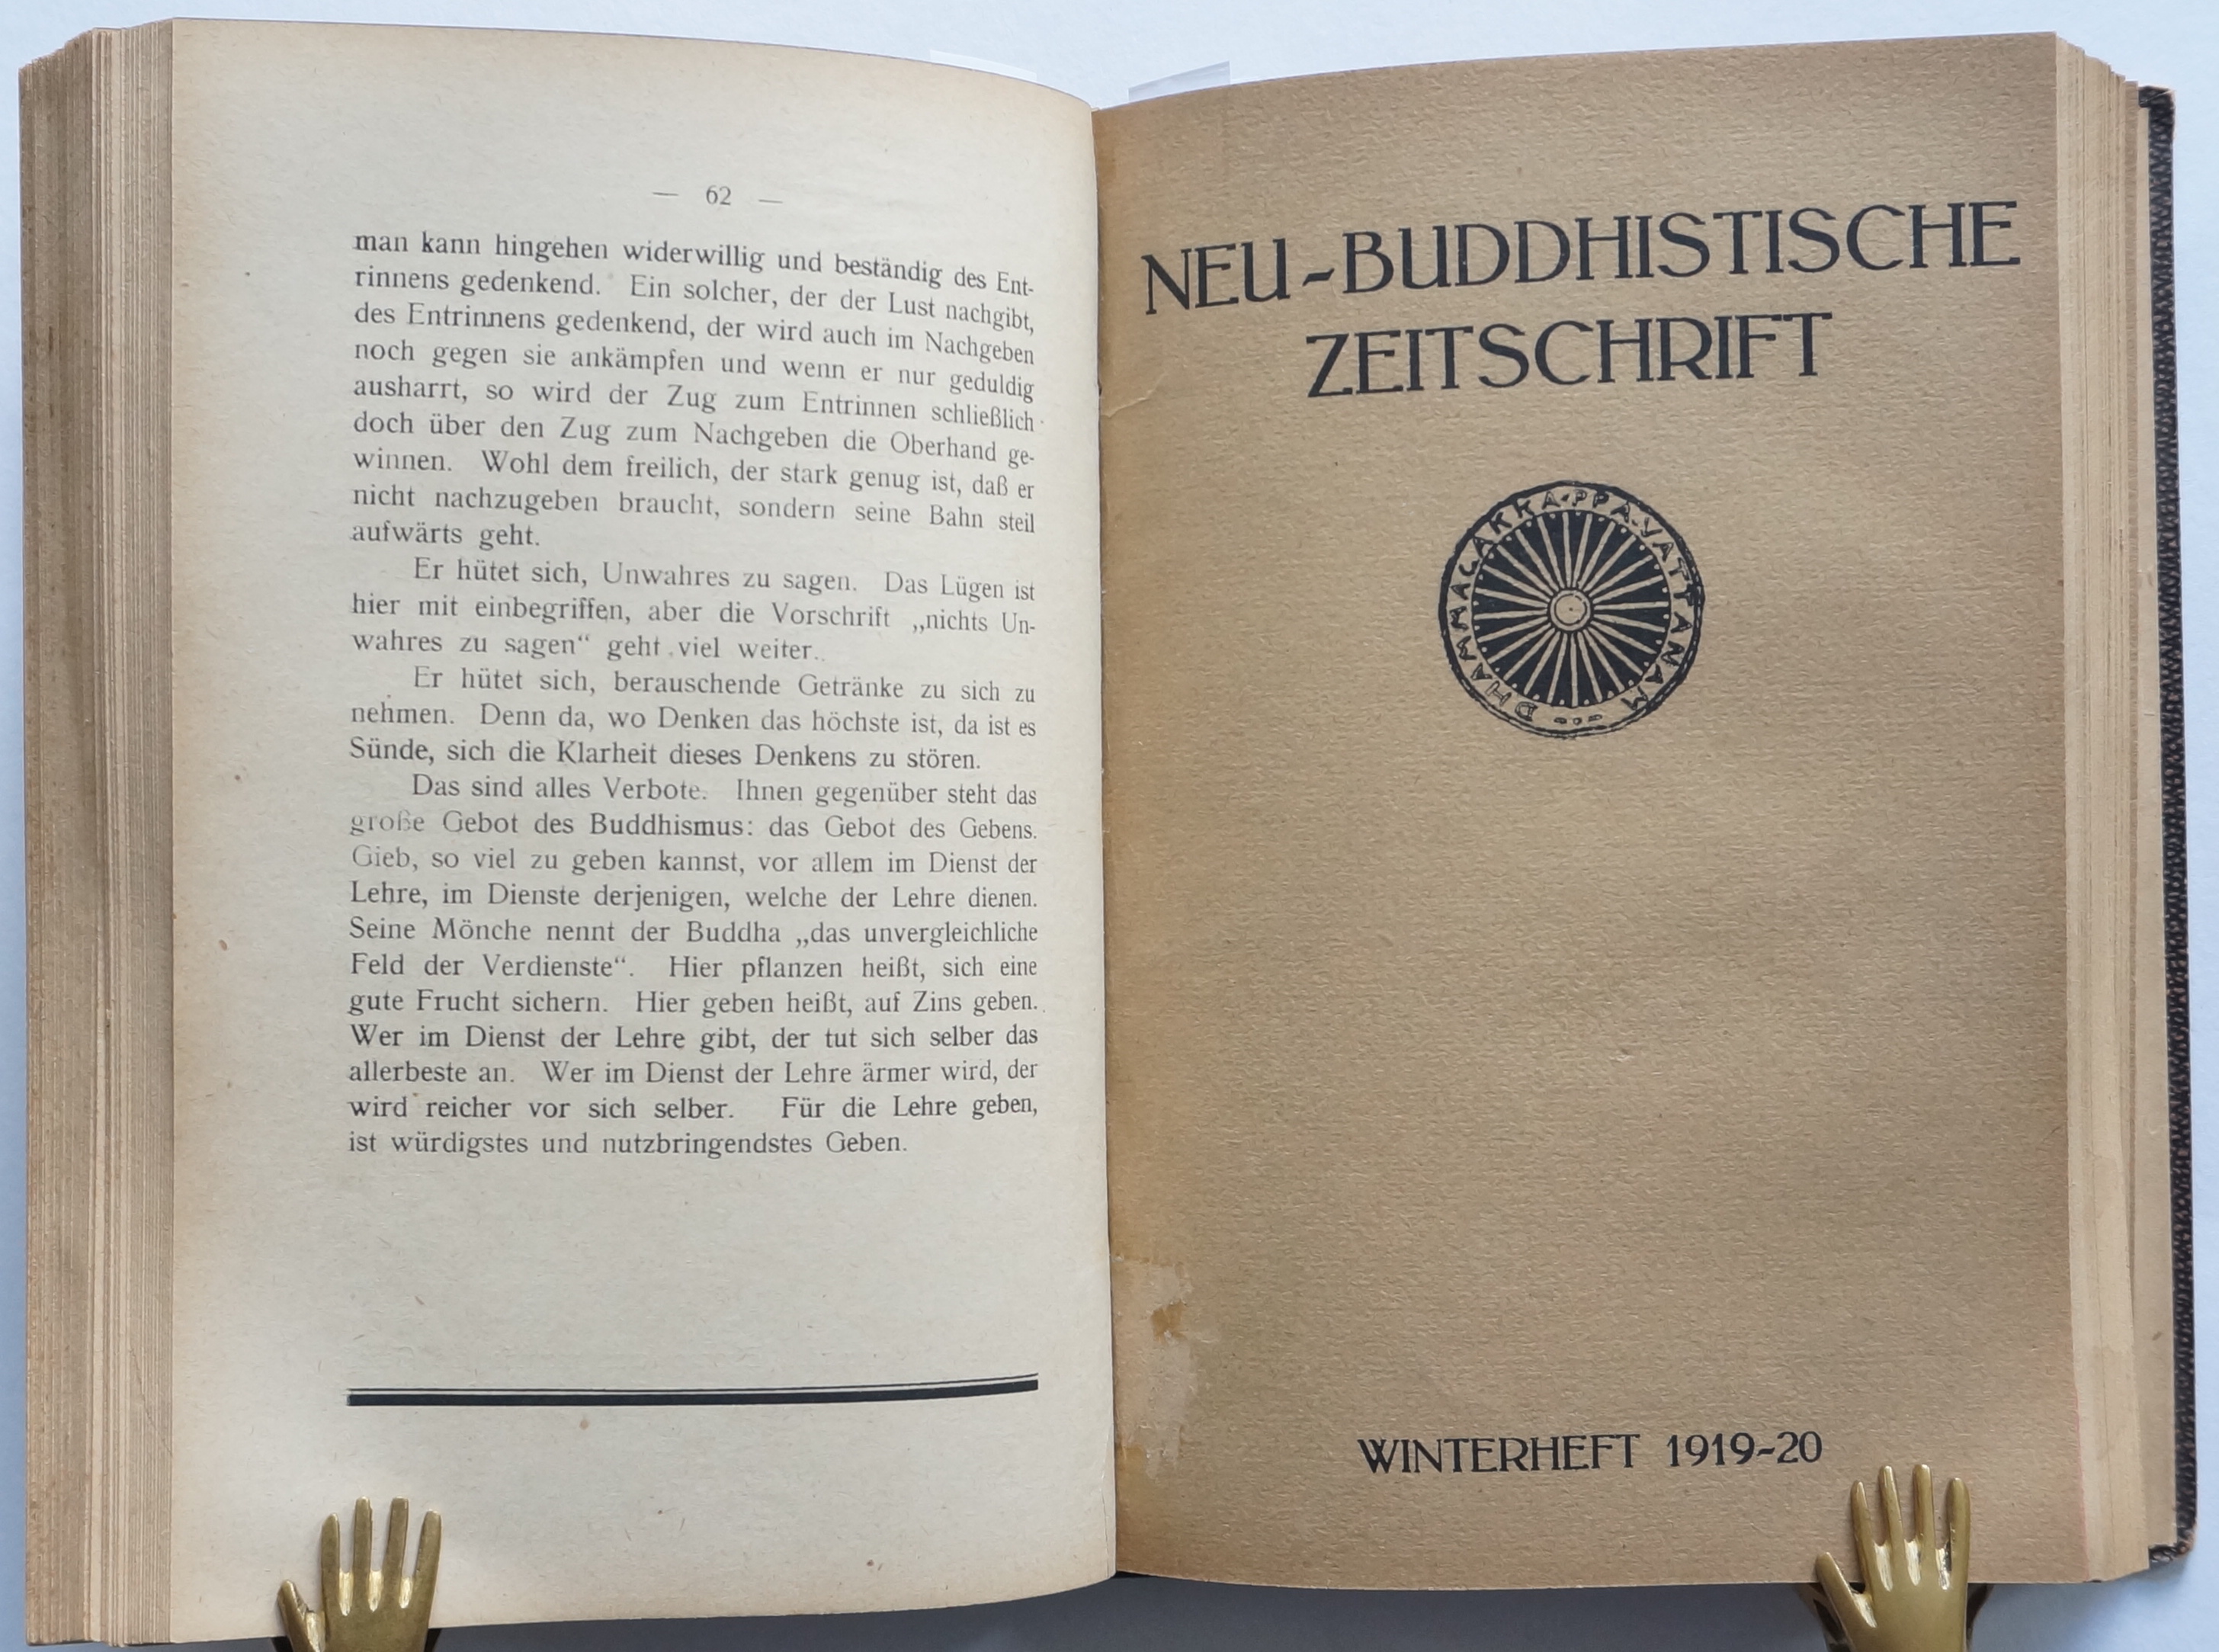 — 62 —
man kann hingehen widerwillig und beständig des Ent-
rinnens gedenkend. Ein solcher, der der Lust nachgibt,
des Entrinnens gedenkend, der wird auch im Nachgeben
noch gegen sie ankämpfen und wenn er nur geduldig
ausharrt, so wird der Zug zum Entrinnen schließlich
doch über den Zug zum Nachgeben die Oberhand ge-
winnen. Wohl dem freilich, der stark genug ist, daß er
nicht nachzugeben braucht, sondern seine Bahn steil
aufwärts geht.
Er hütet sich, Unwahres zu sagen. Das Lügen ist
hier mit einbegriffen, aber die Vorschrift „nichts Un-
wahres zu sagen“ geht viel weiter.
Er hütet sich, berauschende Getränke zu sich zu
nehmen. Denn da, wo Denken das höchste ist, da ist es
Sünde, sich die Klarheit dieses Denkens zu stören.
Das sind alles Verbote. Ihnen gegenüber steht das
große Gebot des Buddhismus: das Gebot des Gebens.
Gieb, so viel zu geben kannst, vor allem im Dienst der
Lehre, im Dienste derjenigen, welche der Lehre dienen.
Seine Mönche nennt der Buddha „das unvergleichliche
Feld der Verdienste“. Hier pflanzen heißt, sich eine
gute Frucht sichern. Hier geben heißt, auf Zins geben.
Wer im Dienst der Lehre gibt, der tut sich selber das
allerbeste an. Wer im Dienst der Lehre ärmer wird, der
wird reicher vor sich selber. Für die Lehre geben,
ist würdigstes und nutzbringendstes Geben.
NEU-BUDDHISTISCHE
ZEITSCHRIFT
DHAMMACAKKA-PPA-VATTANAM
WINTERHEFT 1919-20